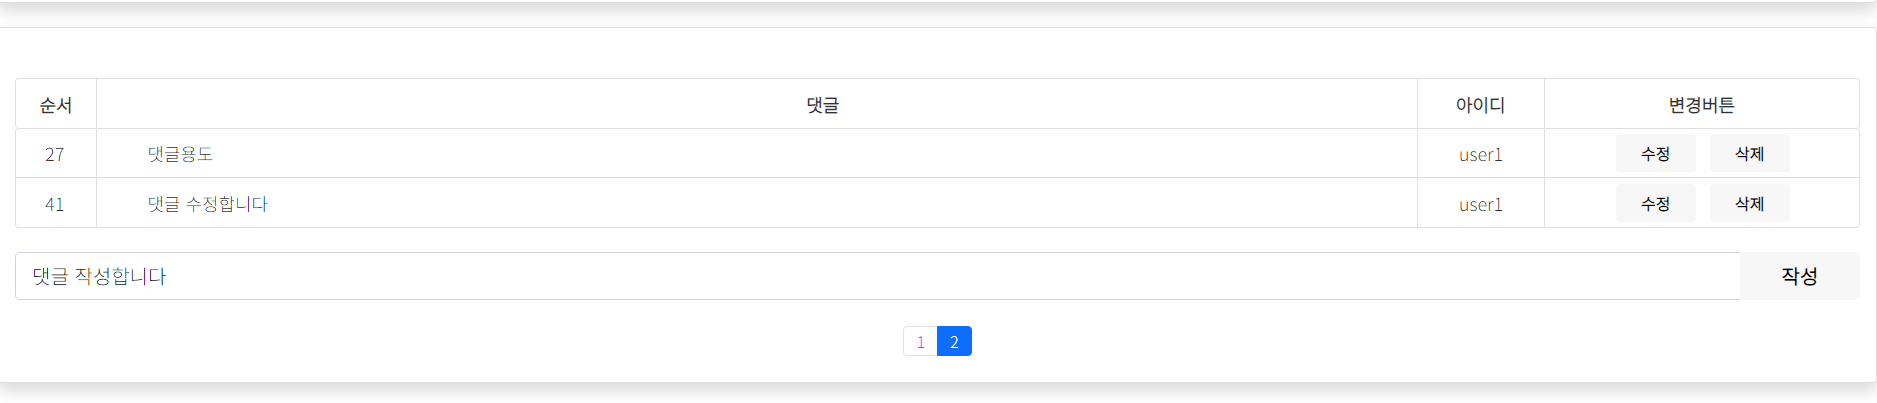 순서 댓글 아이디 변경버튼
27 댓글용도 user1 수정 삭제
41 댓글 수정합니다 user1 수정 삭제
댓글 작성합니다 작성
1 2